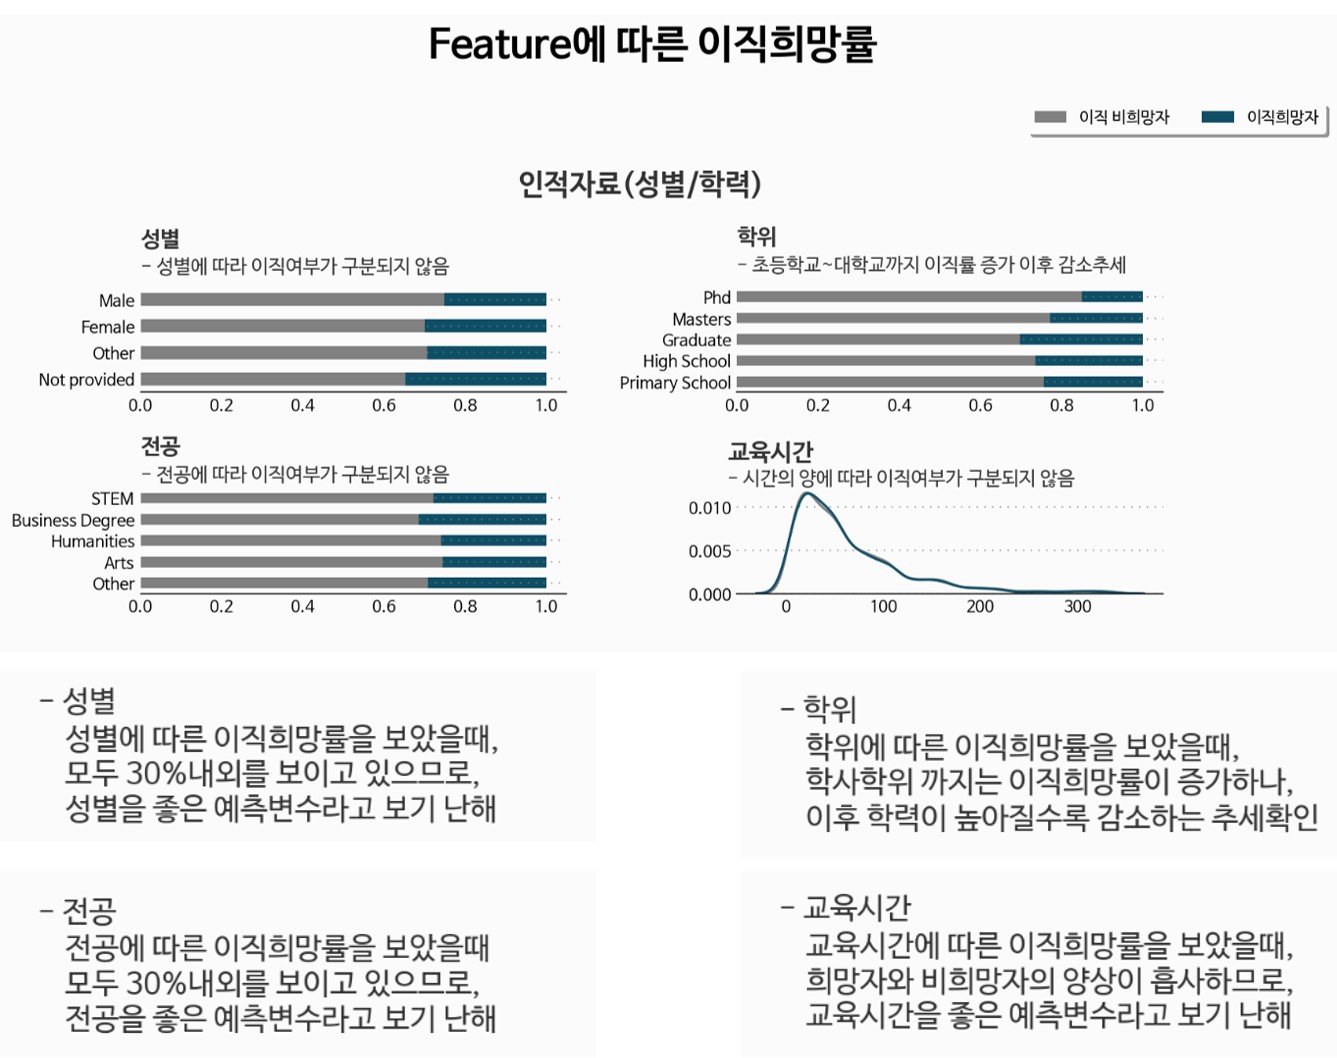 Feature에 따른 이직희망률
이직 비희망자 이직희망자
인적자료(성별/학력)
성별
- 성별에 따라 이직여부가 구분되지 않음
Male
Female
Other
Not provided
0.0 0.2 0.4 0.6 0.8 1.0
학위
- 초등학교~대학교까지 이직률 증가 이후 감소추세
Phd
Masters
Graduate
High School
Primary School
0.0 0.2 0.4 0.6 0.8 1.0
전공
- 전공에 따라 이직여부가 구분되지 않음
STEM
Business Degree
Humanities
Arts
Other
0.0 0.2 0.4 0.6 0.8 1.0
교육시간
- 시간의 양에 따라 이직여부가 구분되지 않음
0.010
0.005
0.000
0 100 200 300
- 성별
성별에 따른 이직희망률을 보았을때,
모두 30%내외를 보이고 있으므로,
성별을 좋은 예측변수라고 보기 난해
- 학위
학위에 따른 이직희망률을 보았을때,
학사학위 까지는 이직희망률이 증가하나,
이후 학력이 높아질수록 감소하는 추세확인
- 전공
전공에 따른 이직희망률을 보았을때
모두 30%내외를 보이고 있으므로,
전공을 좋은 예측변수라고 보기 난해
- 교육시간
교육시간에 따른 이직희망률을 보았을때,
희망자와 비희망자의 양상이 흡사하므로,
교육시간을 좋은 예측변수라고 보기 난해